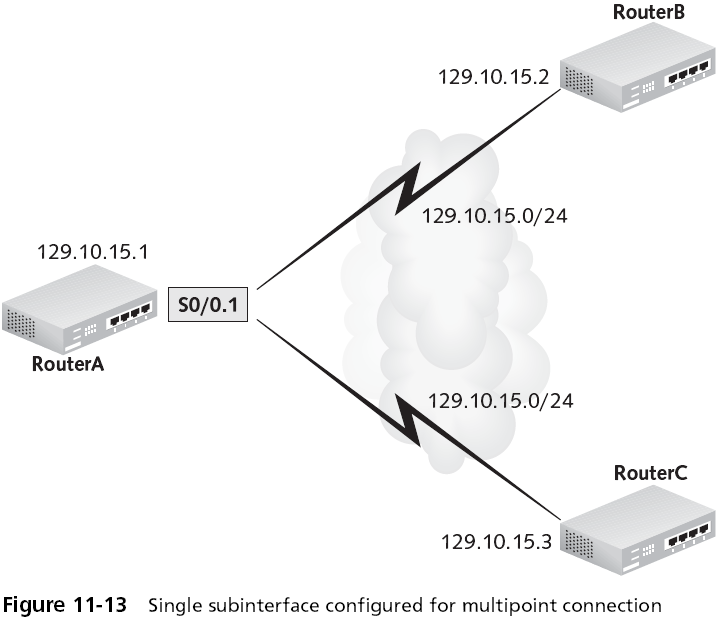 RouterB
129.10.15.2
129.10.15.0/24
129.10.15.1
S0/0.1
RouterA
129.10.15.0/24
RouterC
129.10.15.3
Figure 11-13 Single subinterface configured for multipoint connection